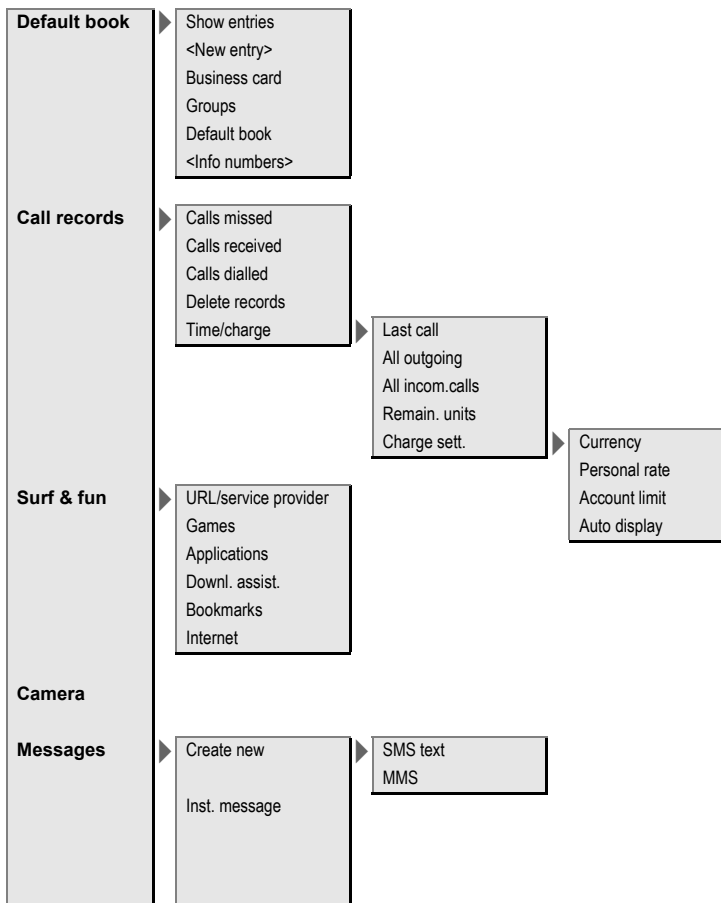 Default book
Show entries
<New entry>
Business card
Groups
Default book
<Info numbers>
Call records
Calls missed
Calls received
Calls dialled
Delete records
Time/charge
Last call
All outgoing
All incom.calls
Remain. units
Charge sett.
Currency
Personal rate
Account limit
Auto display
Surf & fun
URL/service provider
Games
Applications
Downl. assist.
Bookmarks
Internet
Camera
Messages
Create new
SMS text
MMS
Inst. message